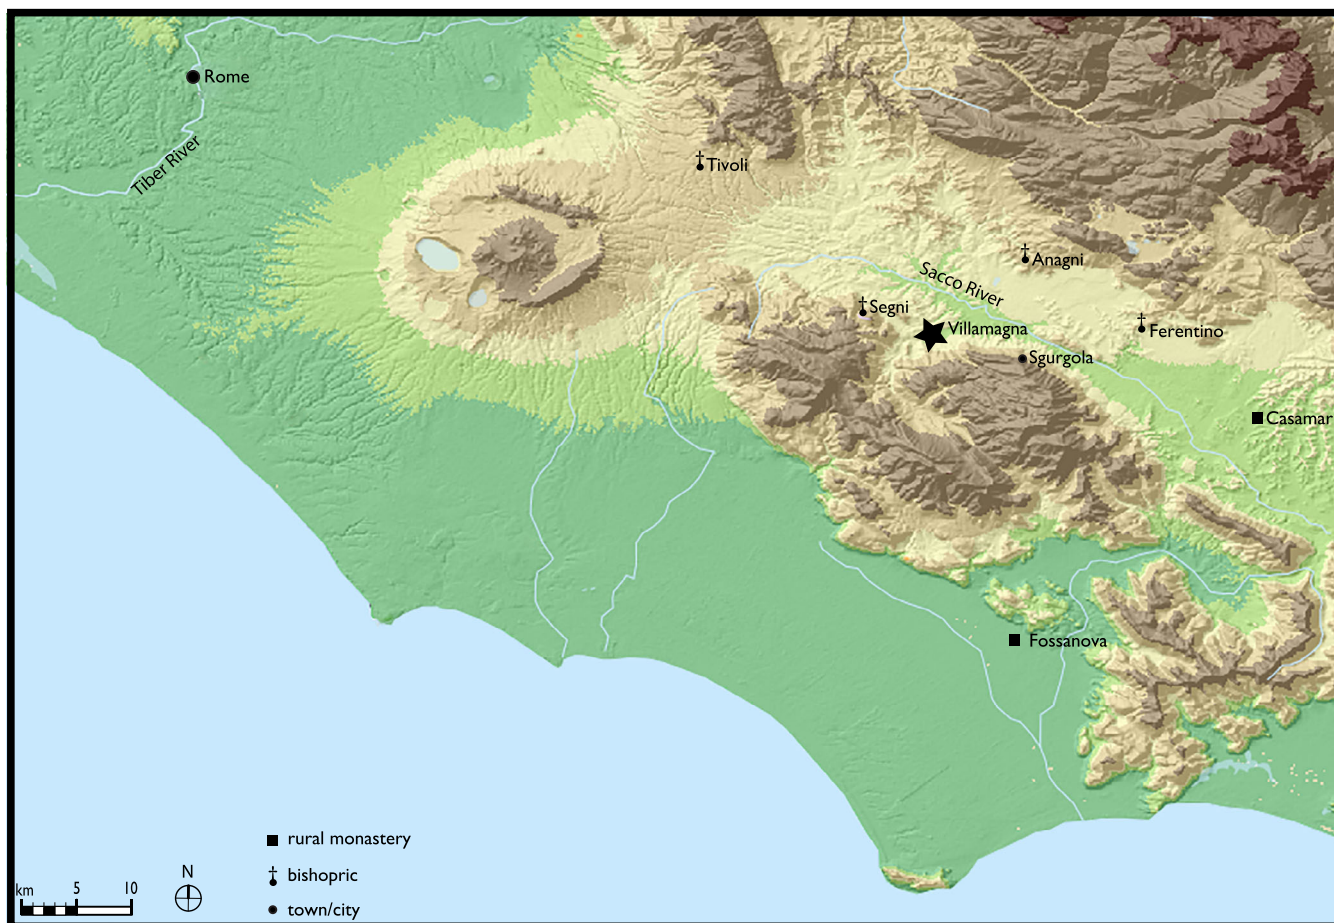 Rome
Tiber River
Tivoli
Anagni
Sacco River
Segni
Villamagna
Ferentino
Sgurgola
Casamar
Fossanova
rural monastery
N
bishopric
km 5 10
town/city